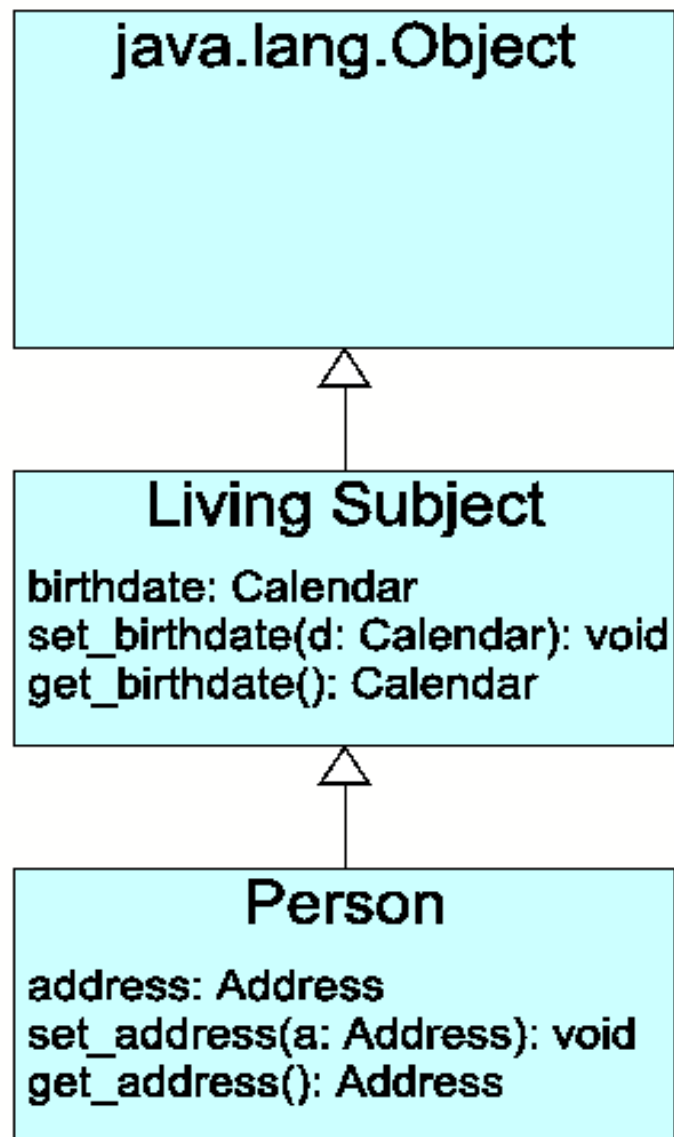 java.lang.Object
Living Subject
birthdate: Calendar
set_birthdate(d: Calendar): void
get_birthdate(): Calendar
Person
address: Address
set_address(a: Address): void
get_address(): Address